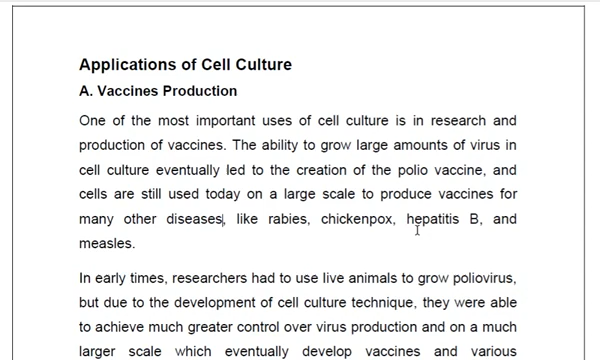 Applications of Cell Culture
A. Vaccines Production
One of the most important uses of cell culture is in research and
production of vaccines. The ability to grow large amounts of virus in
cell culture eventually led to the creation of the polio vaccine, and
cells are still used today on a large scale to produce vaccines for
many other diseases, like rabies, chickenpox, hepatitis B, and
measles.
In early times, researchers had to use live animals to grow poliovirus,
but due to the development of cell culture technique, they were able
to achieve much greater control over virus production and on a much
larger scale which eventually develop vaccines and various